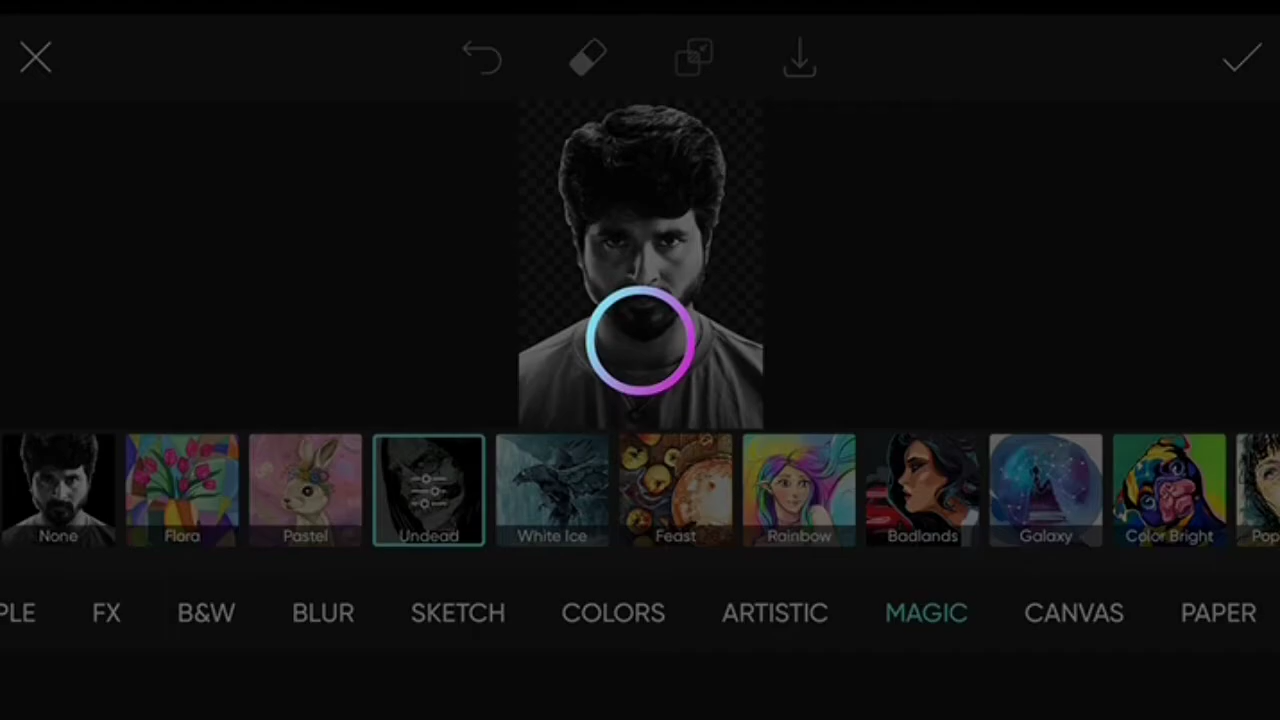 None Flora Pastel Undead White Ice Feast Rainbow Badlands Galaxy Color Bright Pop
PLE FX B&W BLUR SKETCH COLORS ARTISTIC MAGIC CANVAS PAPER